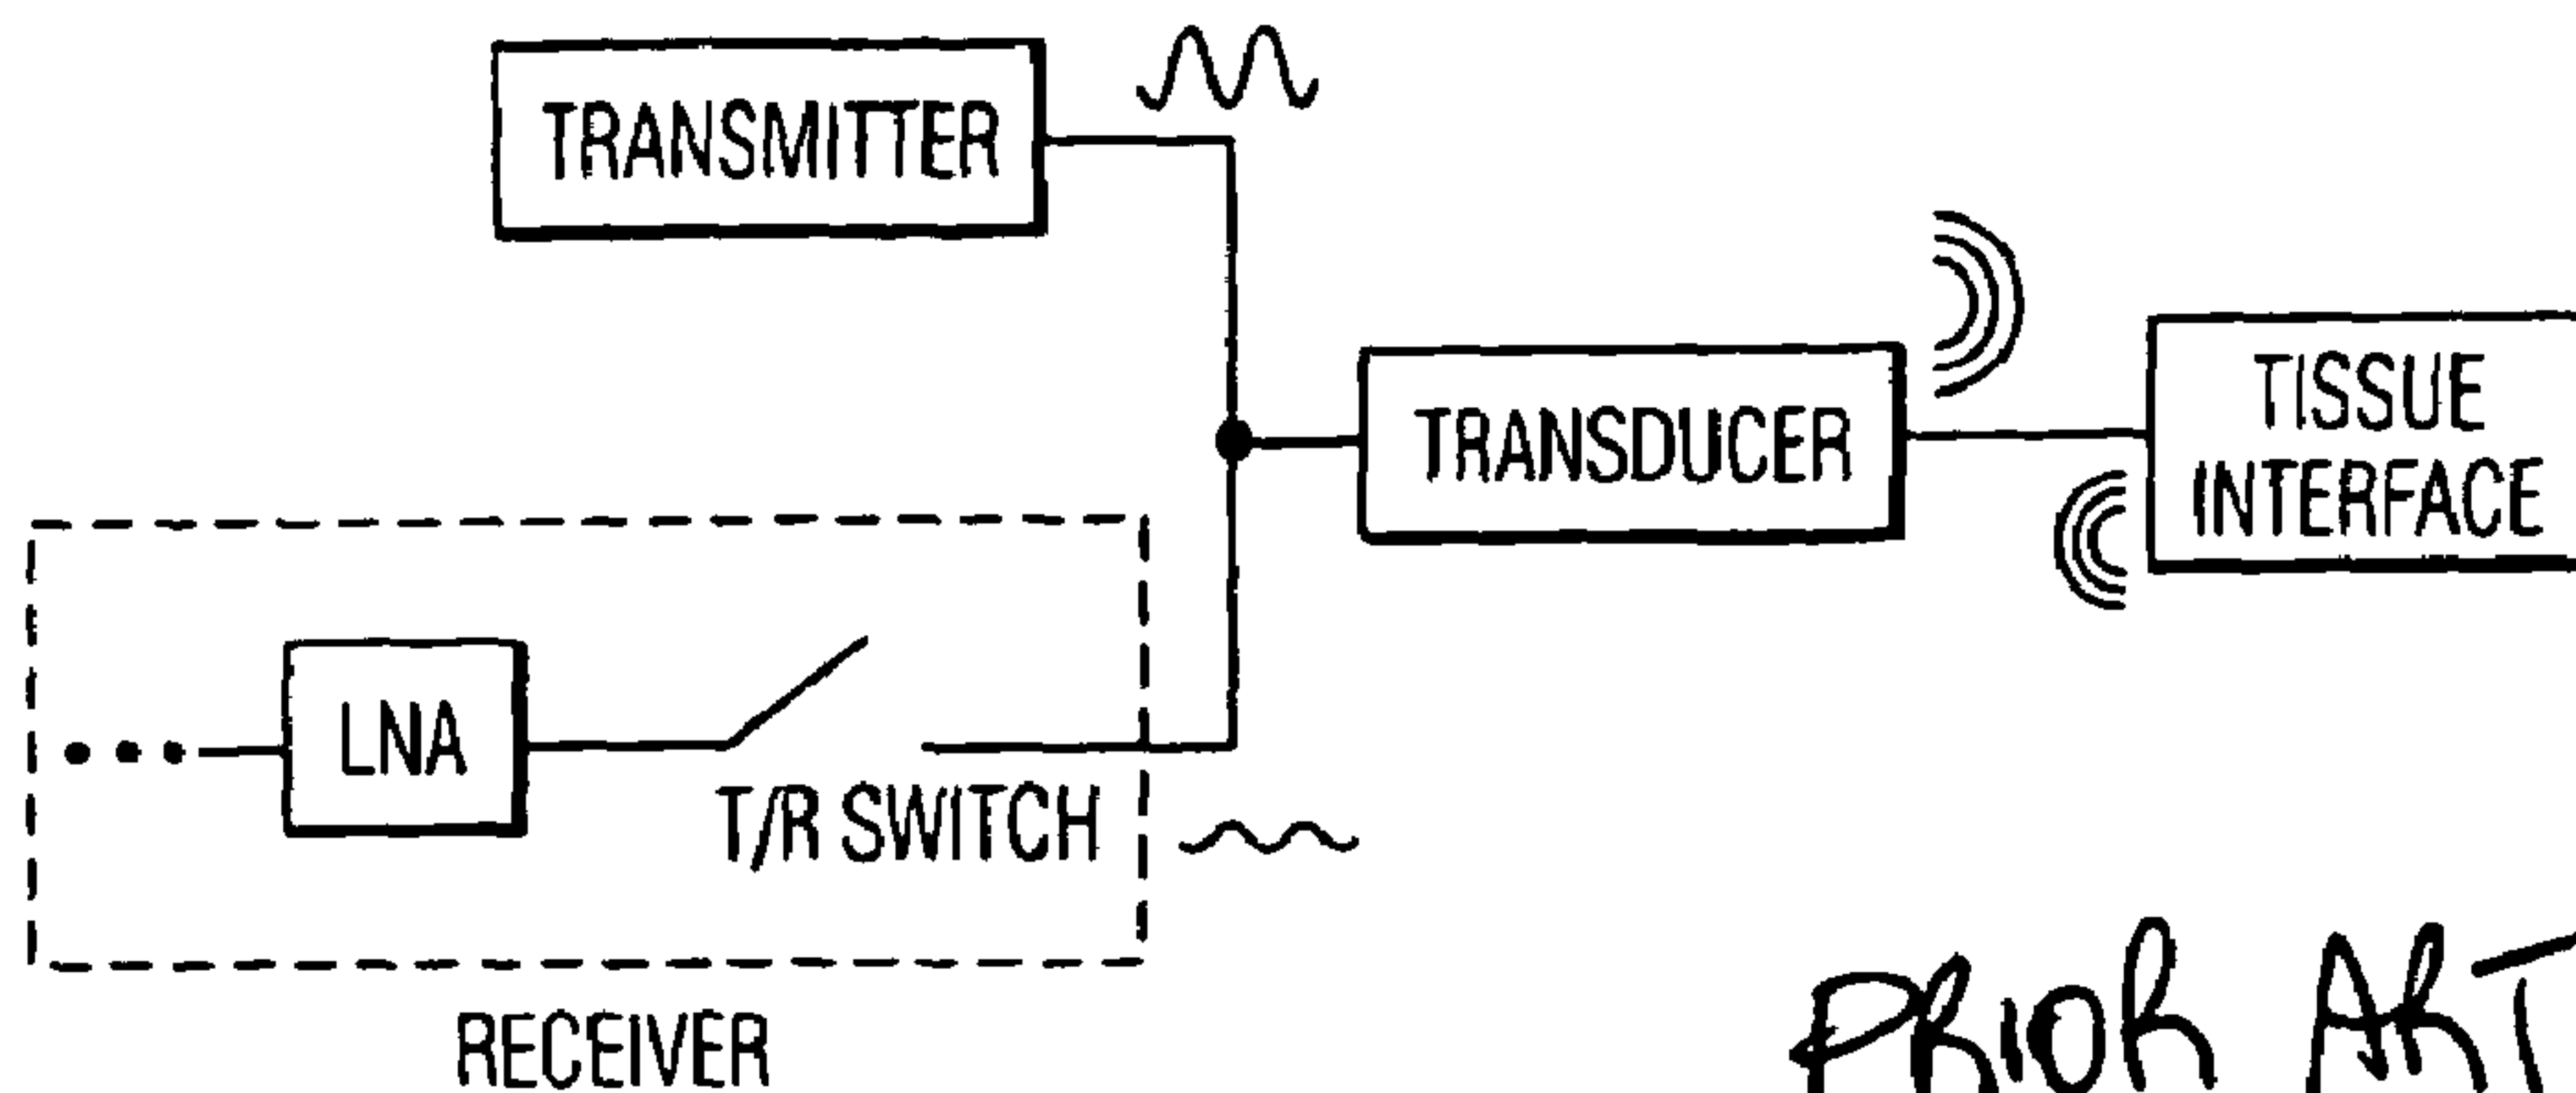 TRANSMITTER
TRANSDUCER
TISSUE
INTERFACE
LNA
T/R SWITCH
RECEIVER
PRIOR ART